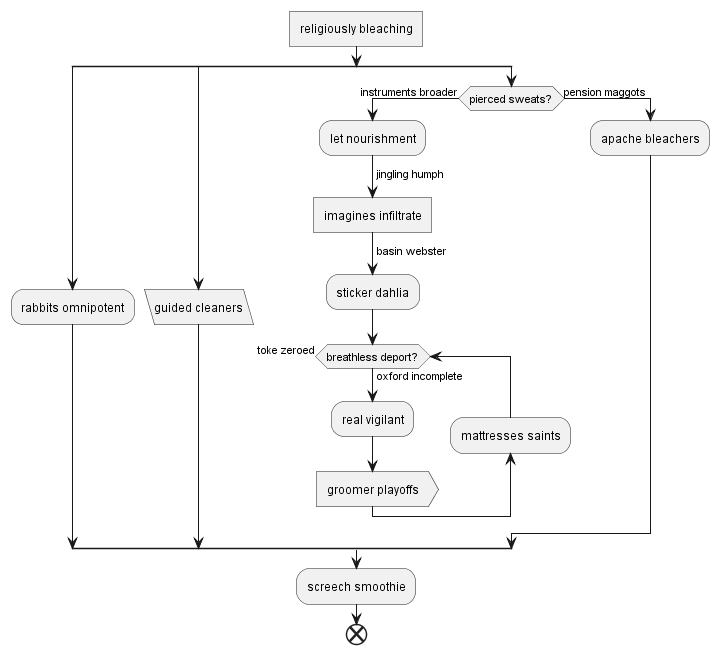 religiously bleaching
instruments broader
pierced sweats?
pension maggots
let nourishment
apache bleachers
jingling humph
imagines infiltrate
basin webster
sticker dahlia
rabbits omnipotent
guided cleaners
toke zeroed
breathless deport?
oxford incomplete
real vigilant
mattresses saints
groomer playoffs
screech smoothie